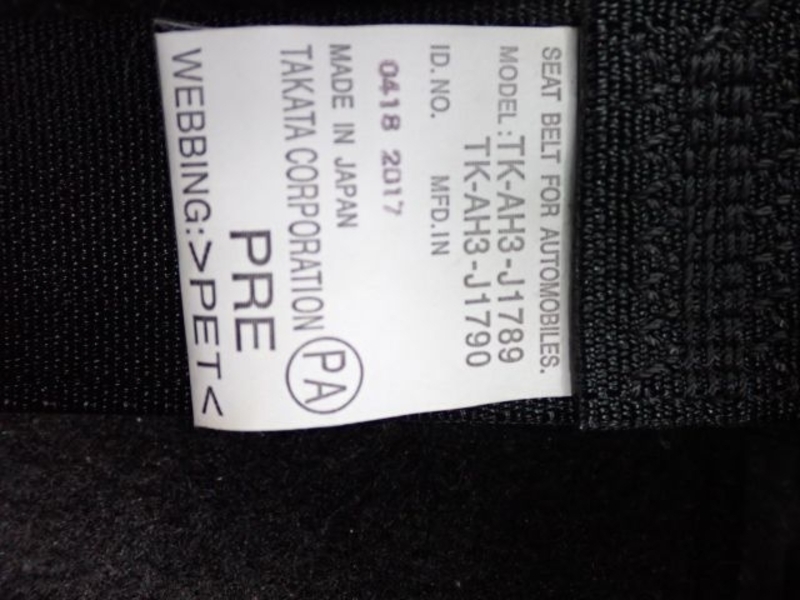 SEAT BELT FOR AUTOMOBILES.
MODEL:TK-AH3-J1789
TK-AH3-J1790
ID. NO. MFD.IN
0418 2017
MADE IN JAPAN
TAKATA CORPORATION PA
PRE
WEBBING:>PET<